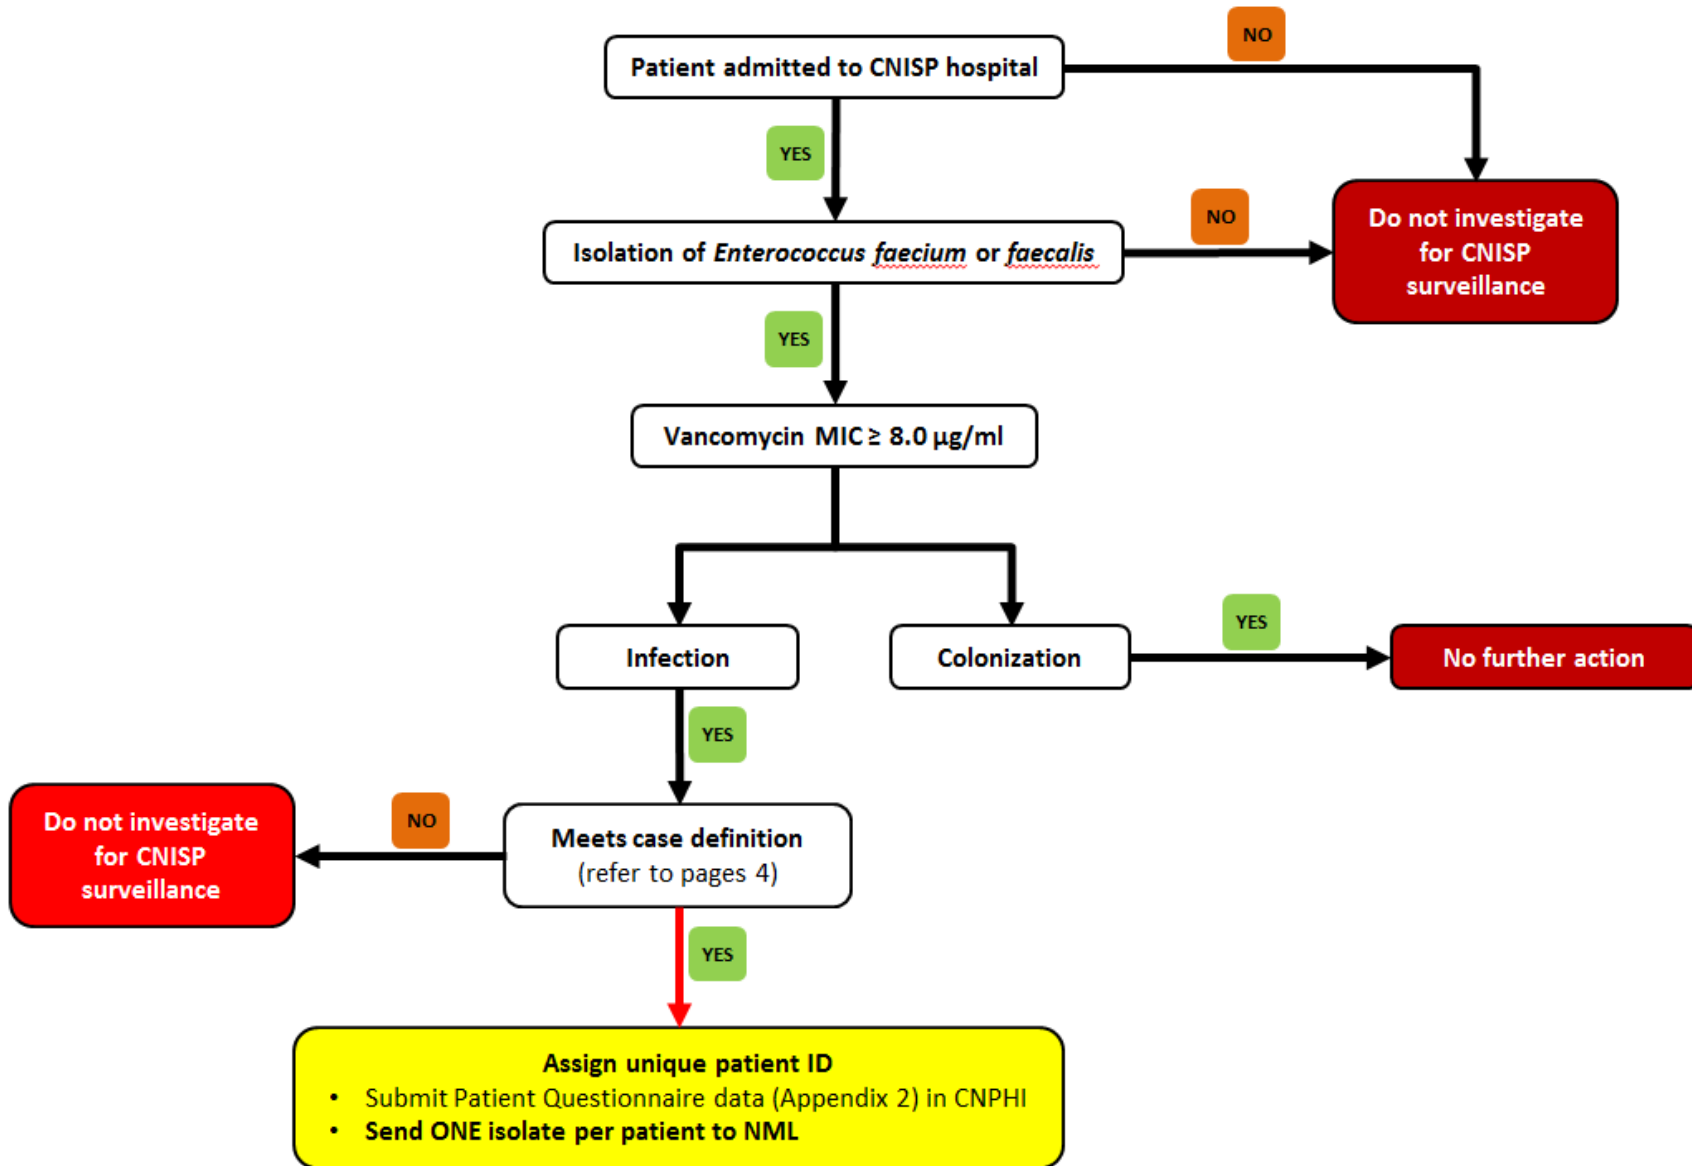 NO
Patient admitted to CNISP hospital
YES
NO
Do not investigate
for CNISP
surveillance
Isolation of Enterococcus faecium or faecalis
YES
Vancomycin MIC ≥ 8.0 µg/ml
YES
Infection
Colonization
No further action
YES
Do not investigate
for CNISP
surveillance
NO
Meets case definition
(refer to pages 4)
YES
Assign unique patient ID
• Submit Patient Questionnaire data (Appendix 2) in CNPHI
• Send ONE isolate per patient to NML